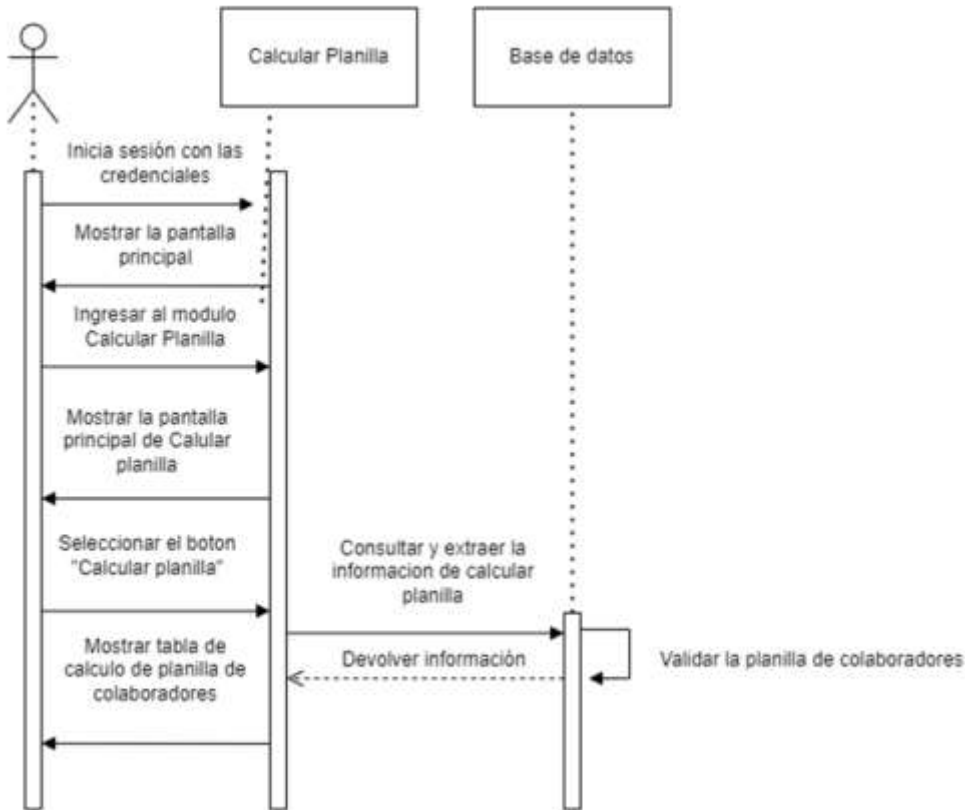 Calcular Planilla
Base de datos
Inicia sesión con las
credenciales
Mostrar la pantalla
principal
Ingresar al modulo
Calcular Planilla
Mostrar la pantalla
principal de Calular
planilla
Seleccionar el boton
"Calcular planilla"
Consultar y extraer la
informacion de calcular
planilla
Mostrar tabla de
calculo de planilla de
colaboradores
Devolver información
Validar la planilla de colaboradores